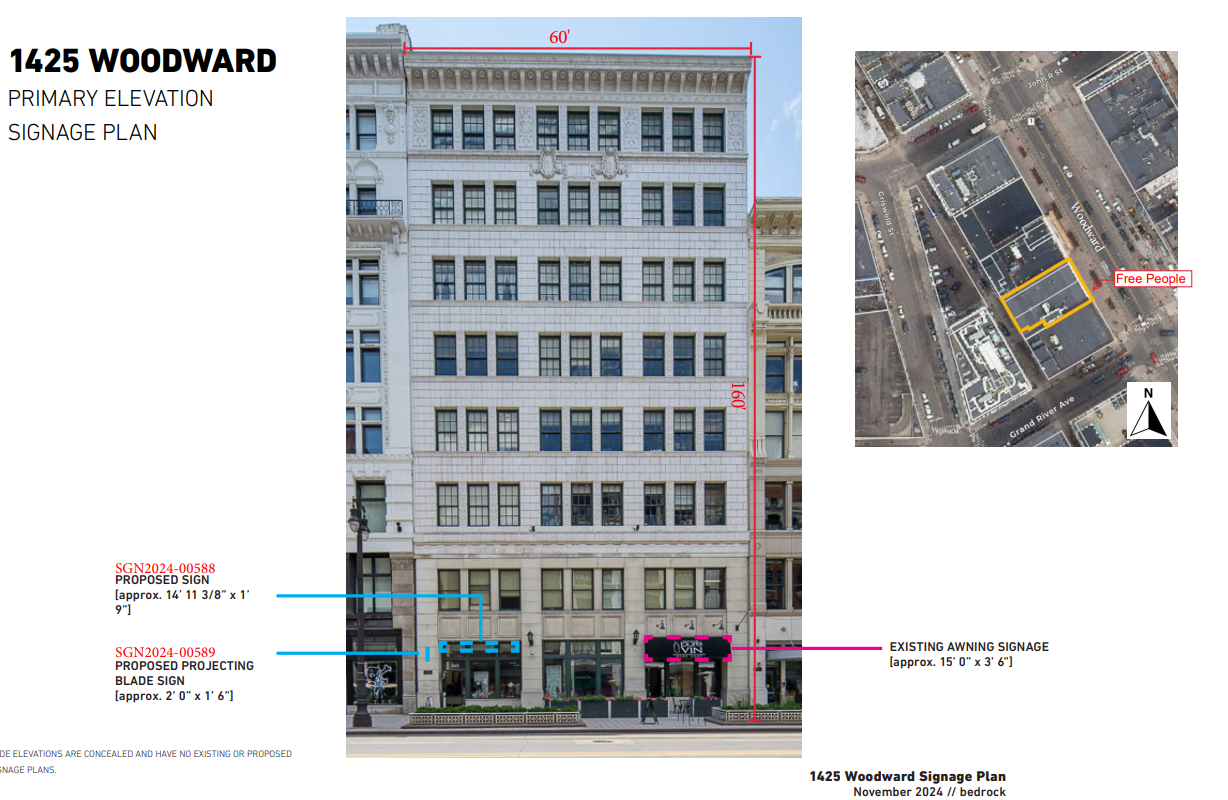 1425 WOODWARD
PRIMARY ELEVATION
SIGNAGE PLAN
60'
160'
SGN2024-00588
PROPOSED SIGN
[approx. 14' 11 3/8" x 1'
9"]
SGN2024-00589
PROPOSED PROJECTING
BLADE SIGN
[approx. 2' 0" x 1' 6"]
VIN
EXISTING AWNING SIGNAGE
[approx. 15' 0" x 3' 6"]
John R St
1
Griswold St
Woodward
Free People
Grand River Ave
N
DE ELEVATIONS ARE CONCEALED AND HAVE NO EXISTING OR PROPOSED
GNAGE PLANS.
1425 Woodward Signage Plan
November 2024 // bedrock